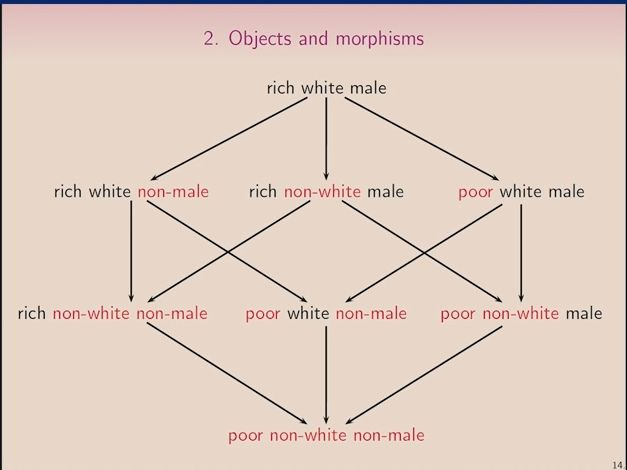 2. Objects and morphisms
rich white male
rich white non-male rich non-white male poor white male
rich non-white non-male poor white non-male poor non-white male
poor non-white non-male
14